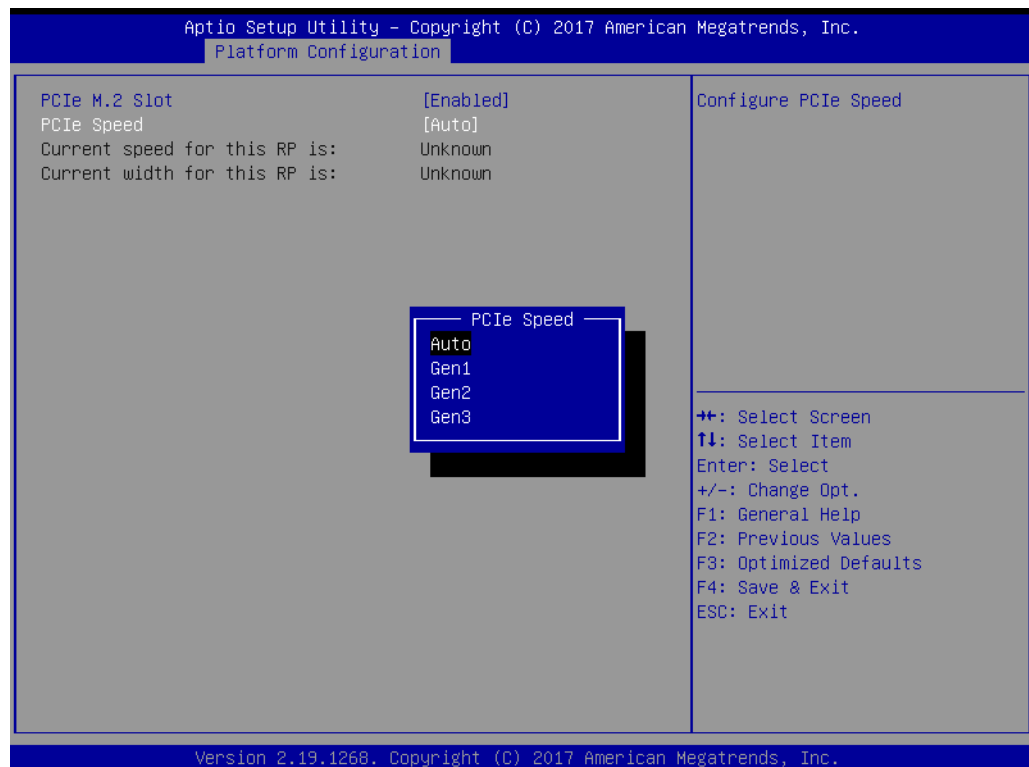 Aptio Setup Utility – Copyright (C) 2017 American Megatrends, Inc.
Platform Configuration
PCIe M.2 Slot [Enabled]
PCIe Speed [Auto]
Current speed for this RP is: Unknown
Current width for this RP is: Unknown
Configure PCIe Speed
PCIe Speed
Auto
Gen1
Gen2
Gen3
→←: Select Screen
↑↓: Select Item
Enter: Select
+/-: Change Opt.
F1: General Help
F2: Previous Values
F3: Optimized Defaults
F4: Save & Exit
ESC: Exit
Version 2.19.1268. Copyright (C) 2017 American Megatrends, Inc.